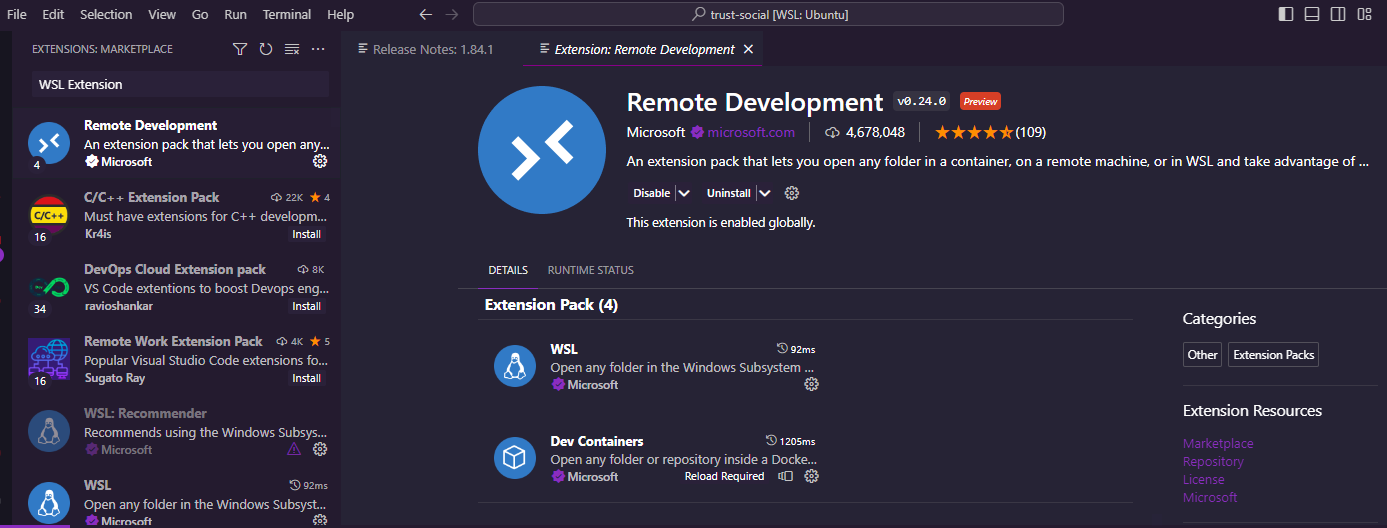 File Edit Selection View Go Run Terminal Help
trust-social [WSL: Ubuntu]
EXTENSIONS: MARKETPLACE
WSL Extension
Remote Development
An extension pack that lets you open any...
4
Microsoft
C/C++ Extension Pack 22K 4
C/C++
Must have extensions for C++ developm...
16
Kr4is Install
DevOps Cloud Extension pack 8K
VS Code extentions to boost Devops eng...
34
ravioshankar Install
Remote Work Extension Pack 4K 5
Popular Visual Studio Code extensions fo...
16
Sugato Ray Install
WSL: Recommender
Recommends using the Windows Subsys...
Microsoft
WSL 92ms
Open any folder in the Windows Subsyst...
Microsoft
Release Notes: 1.84.1
Extension: Remote Development
Remote Development v0.24.0 Preview
Microsoft microsoft.com 4,678,048 (109)
An extension pack that lets you open any folder in a container, on a remote machine, or in WSL and take advantage of ...
Disable Uninstall
This extension is enabled globally.
DETAILS RUNTIME STATUS
Extension Pack (4)
WSL 92ms
Open any folder in the Windows Subsystem ...
Microsoft
Dev Containers 1205ms
Open any folder or repository inside a Docke...
Microsoft Reload Required
Categories
Other Extension Packs
Extension Resources
Marketplace
Repository
License
Microsoft